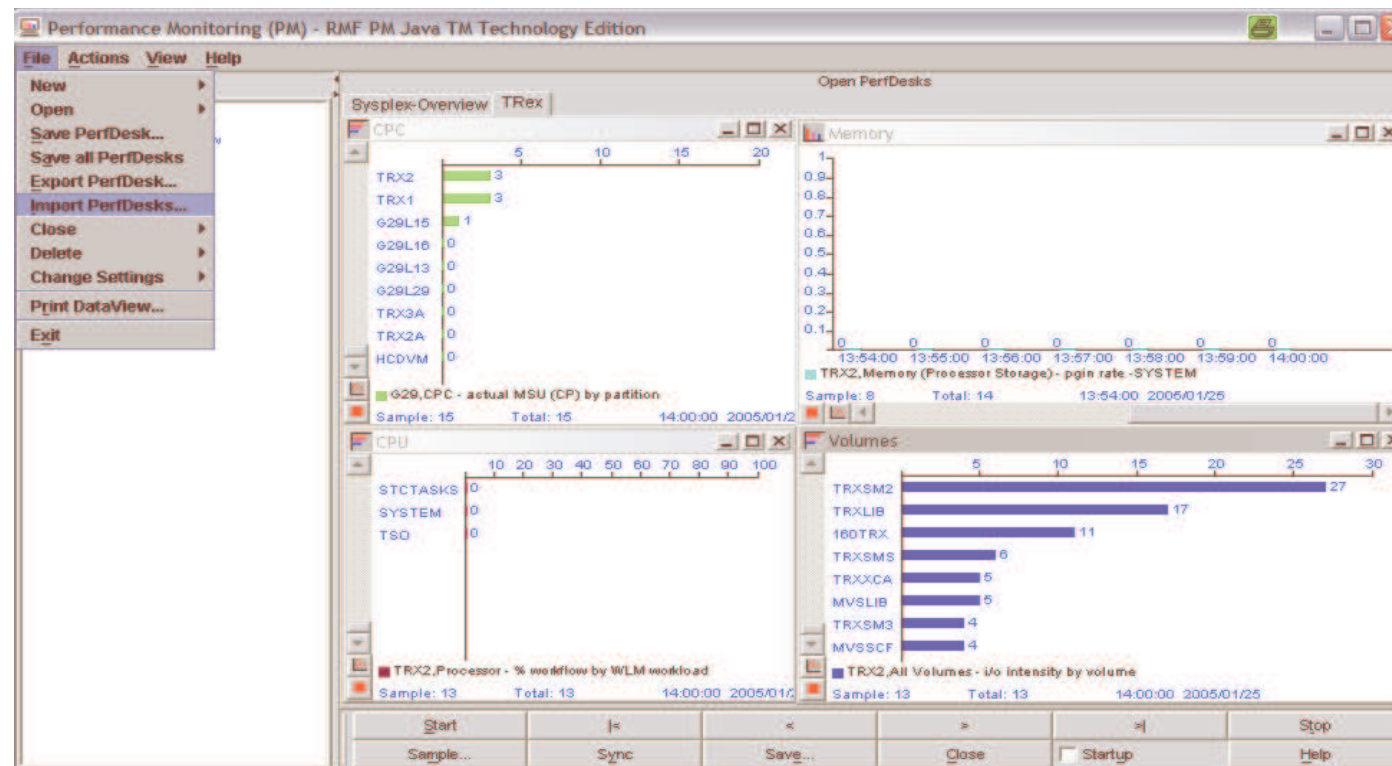 Performance Monitoring (PM) - RMF PM Java TM Technology Edition
File Actions View Help
New
Open
Save PerfDesk...
Save all PerfDesks
Export PerfDesk...
Import PerfDesks...
Close
Delete
Change Settings
Print DataView...
Exit
Open PerfDesks
Sysplex-Overview TRex
CPC
5 10 15 20
TRX2 3
TRX1 3
G29L15 1
G29L16 0
G29L13 0
G29L29 0
TRX3A 0
TRX2A 0
HCDVM 0
G29,CPC - actual MSU (CP) by partition
Sample: 15 Total: 15 14:00:00 2005/01/2
Memory
1
0.9
0.8
0.7
0.6
0.5
0.4
0.3
0.2
0.1
0 0 0 0 0 0 0
13:54:00 13:55:00 13:56:00 13:57:00 13:58:00 13:59:00 14:00:00
TRX2,Memory (Processor Storage)- pgin rate -SYSTEM
Sample: 8 Total: 14 13:54:00 2005/01/25
CPU
10 20 30 40 50 60 70 80 90 100
STCTASKS 0
SYSTEM 0
TSO 0
TRX2,Processor - % workflow by WLM workload
Sample: 13 Total: 13 14:00:00 2005/01/2
Volumes
5 10 15 20 25 30
TRXSM2 27
TRXLIB 17
160TRX 11
TRXSMS 6
TRXXCA 5
MVSLIB 5
TRXSM3 4
MVSSCF 4
TRX2,All Volumes - i/o intensity by volume
Sample: 13 Total: 13 14:00:00 2005/01/25
Start |« « » »| Stop
Sample... Sync Save... Close Startup Help